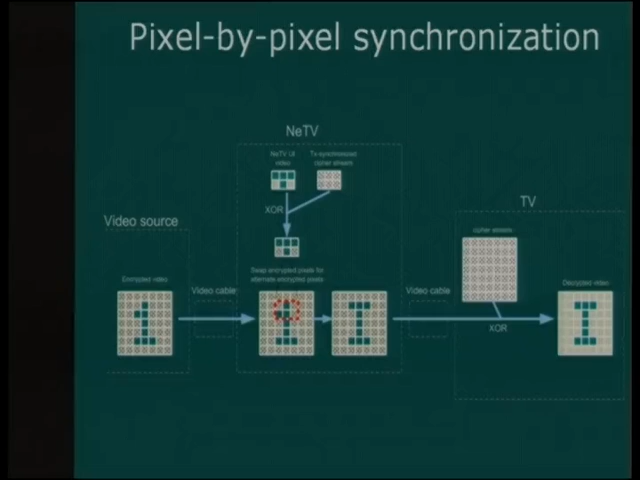 Pixel-by-pixel synchronization
NeTV
NeTV UI
video
Tx-synchronized
cipher stream
XOR
TV
Video source
cipher stream
Encrypted video
Video cable
Swap encrypted pixels for
alternate encrypted pixels
Video cable
Decrypted video
XOR